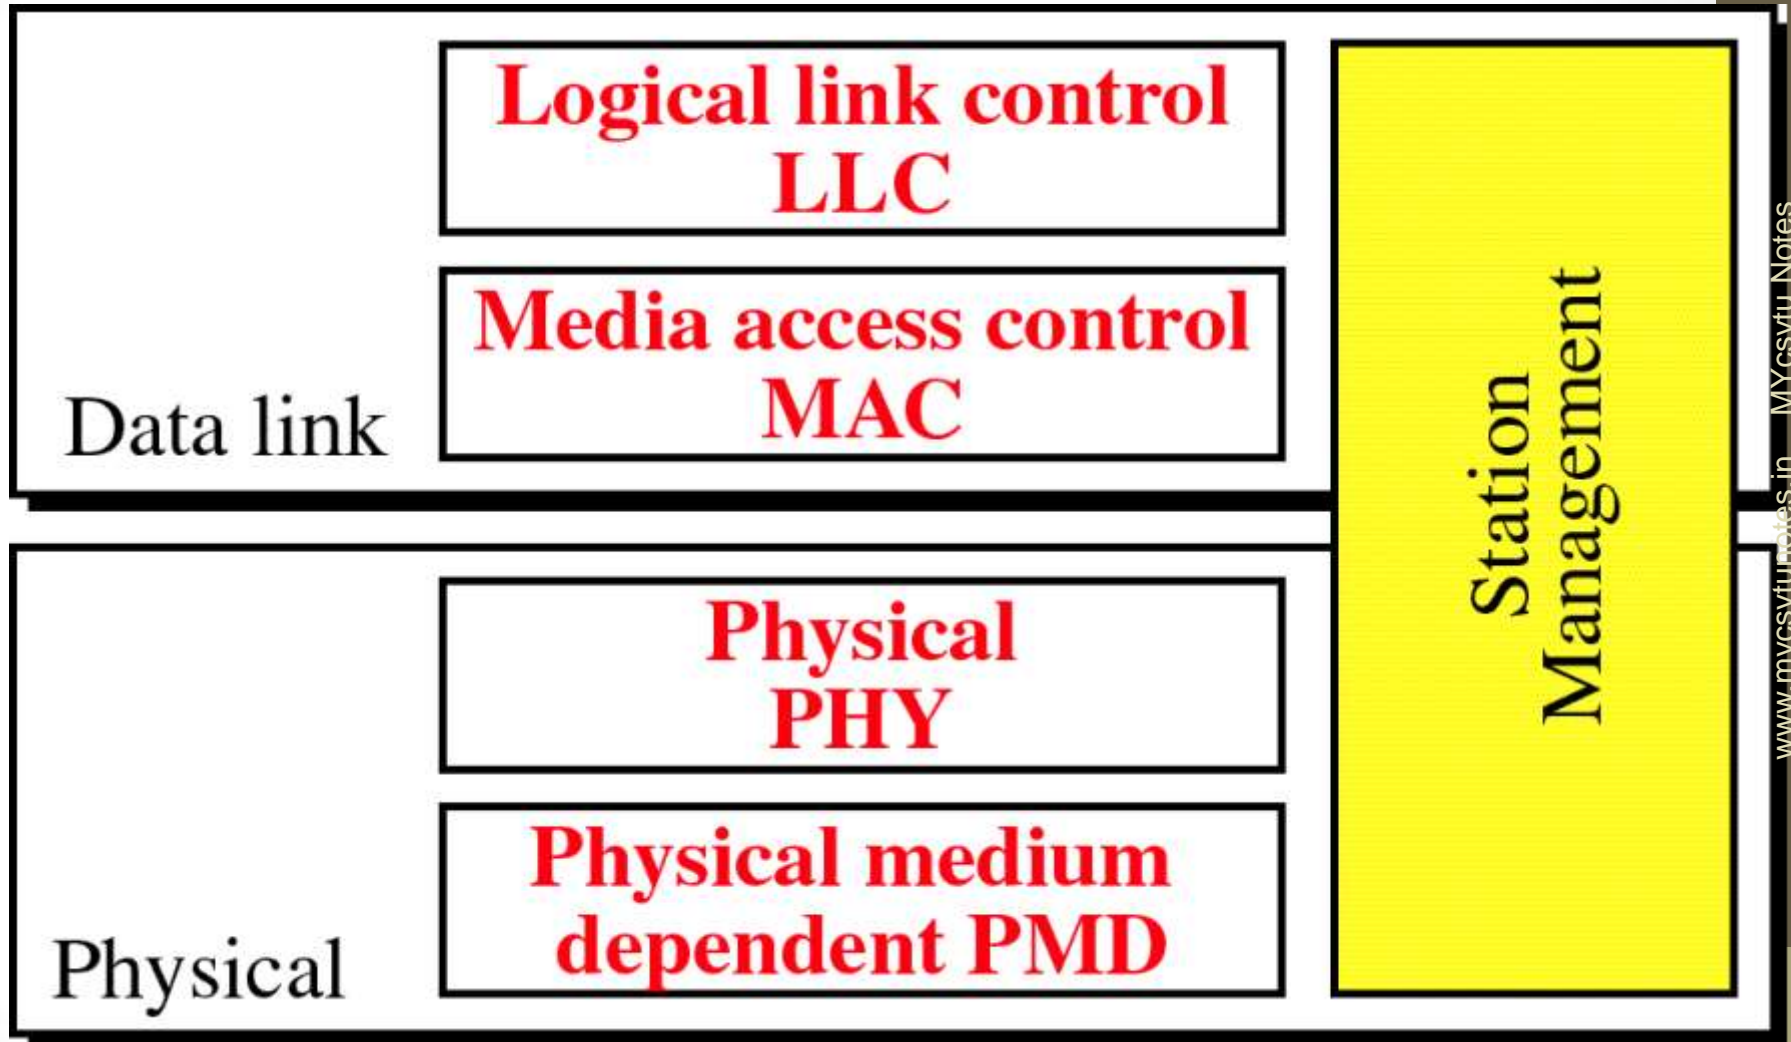 Logical link control
LLC
Media access control
MAC
Data link
Physical
PHY
Physical medium
dependent PMD
Physical
Station
Management
www.mycsvtunotes.in MYcsvtu Notes